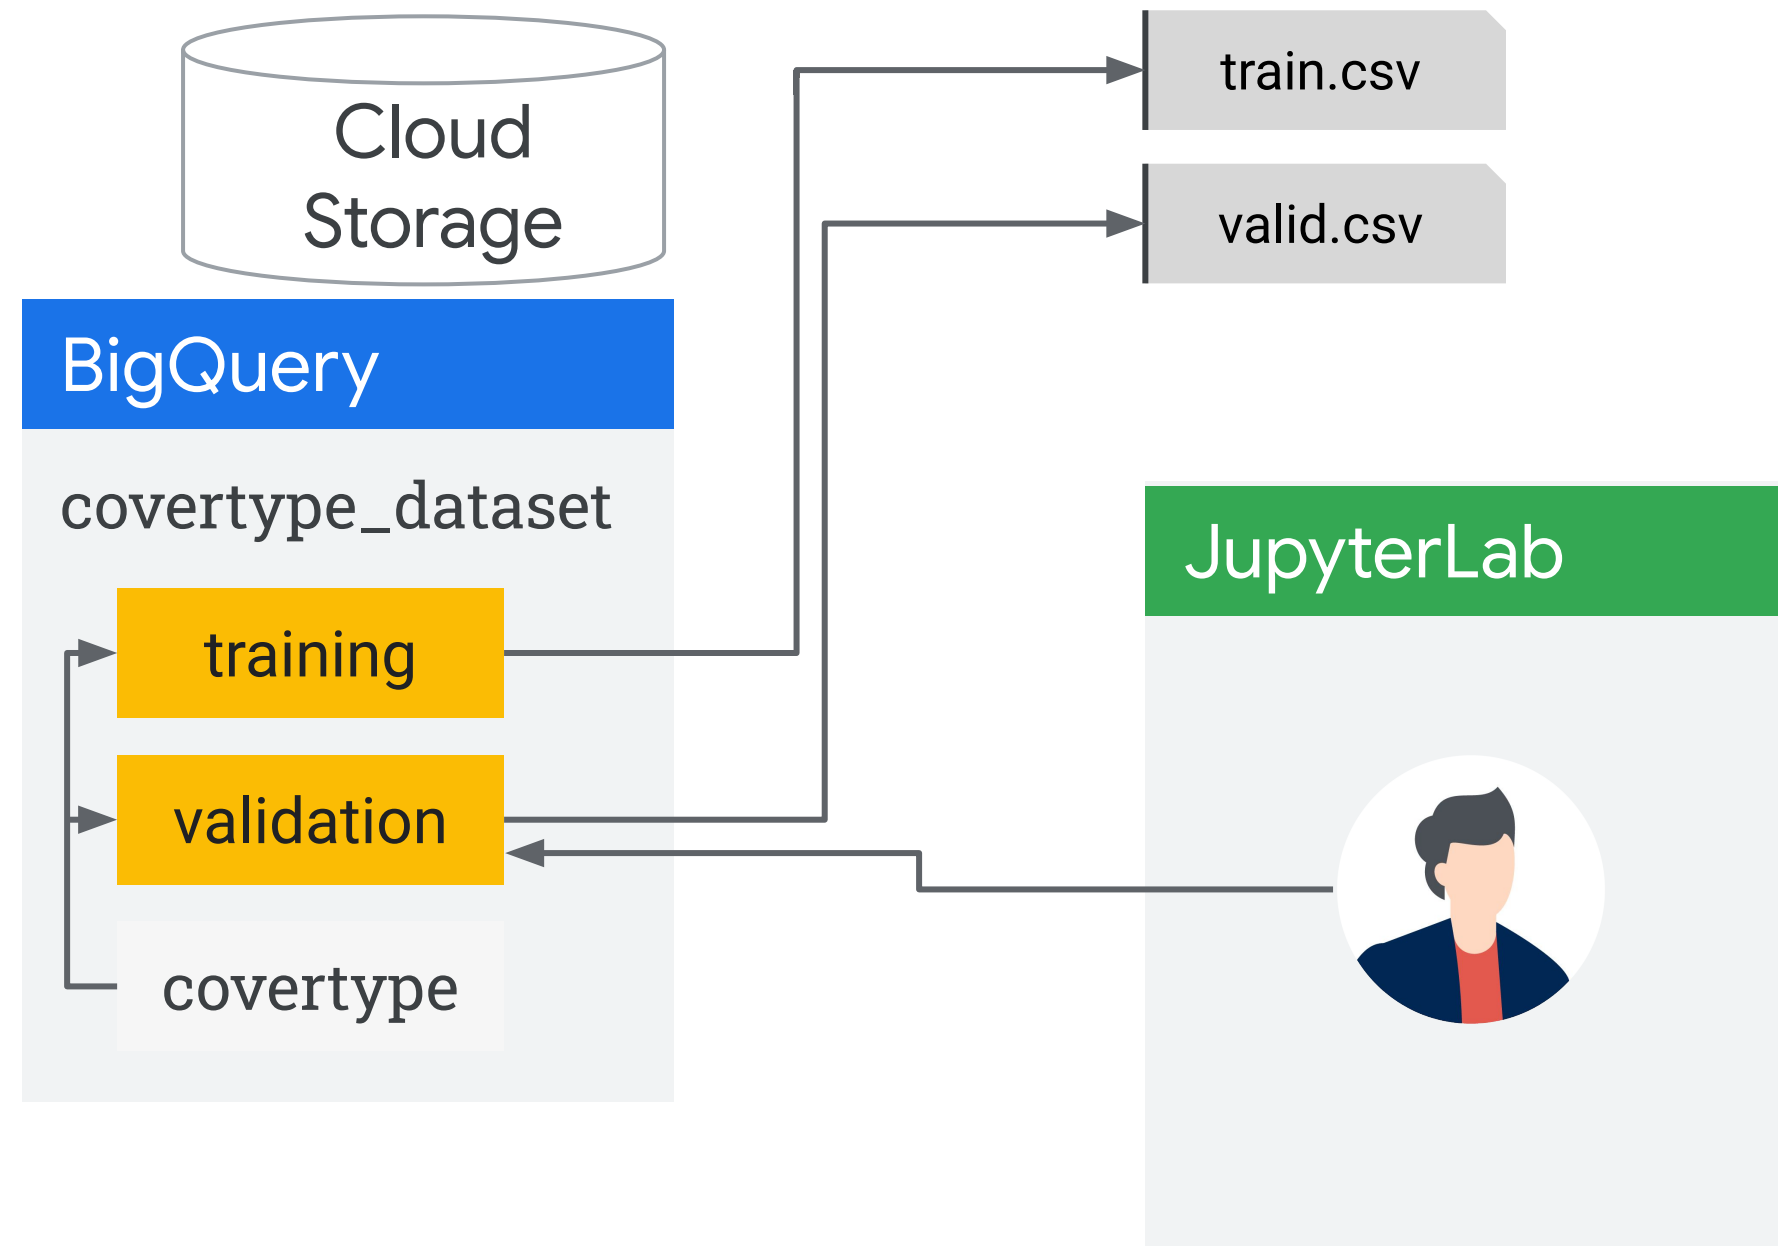 Cloud
Storage
train.csv
valid.csv
BigQuery
covertype_dataset
training
validation
covertype
JupyterLab